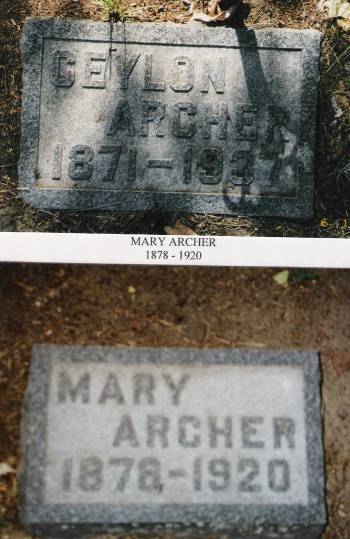 CEYLON
ARCHER
1871-1937
MARY ARCHER
1878 - 1920
MARY
ARCHER
1878-1920